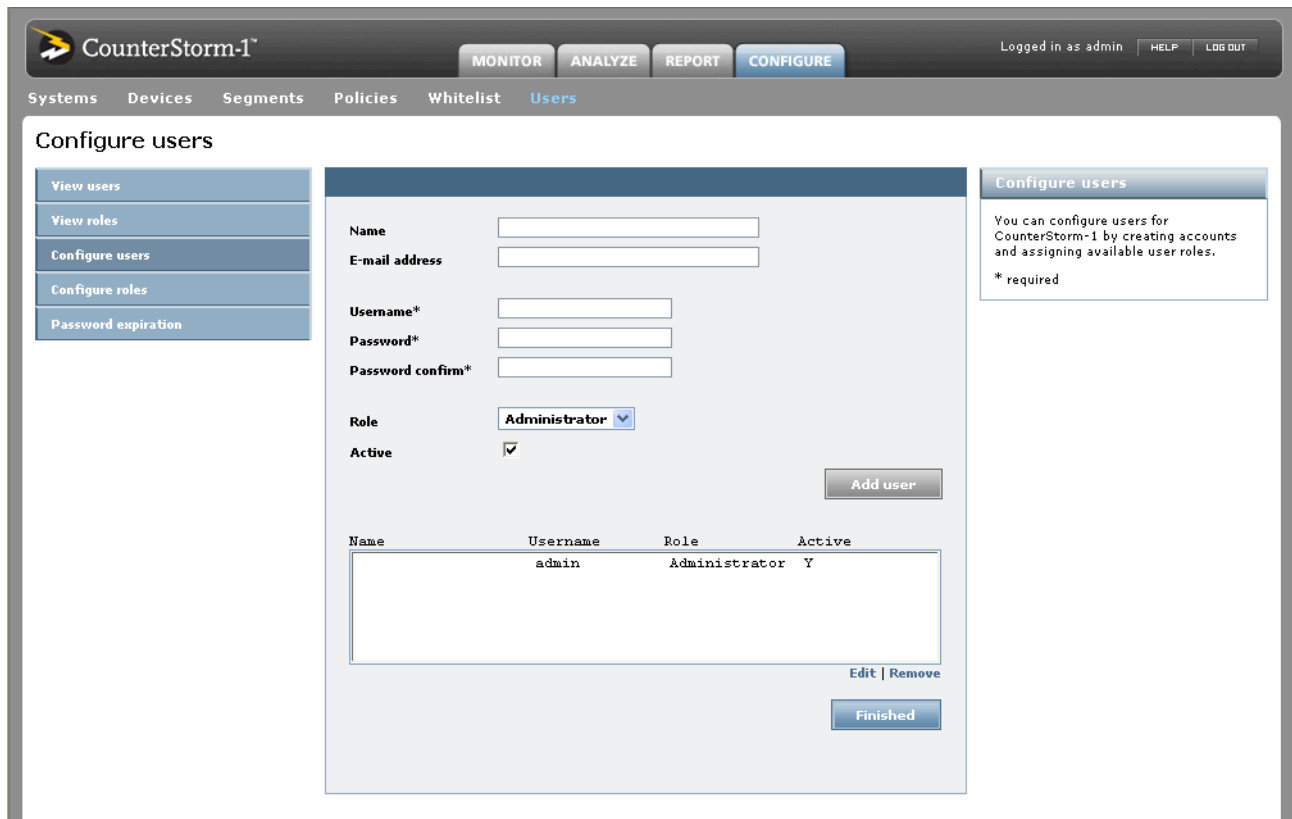 CounterStorm-1™
MONITOR ANALYZE REPORT CONFIGURE
Logged in as admin HELP LOG OUT
Systems Devices Segments Policies Whitelist Users
Configure users
View users
View roles
Configure users
Configure roles
Password expiration
Name
E-mail address
Username*
Password*
Password confirm*
Role Administrator
Active
Add user
Name Username Role Active
admin Administrator Y
Edit | Remove
Finished
Configure users
You can configure users for
CounterStorm-1 by creating accounts
and assigning available user roles.
* required